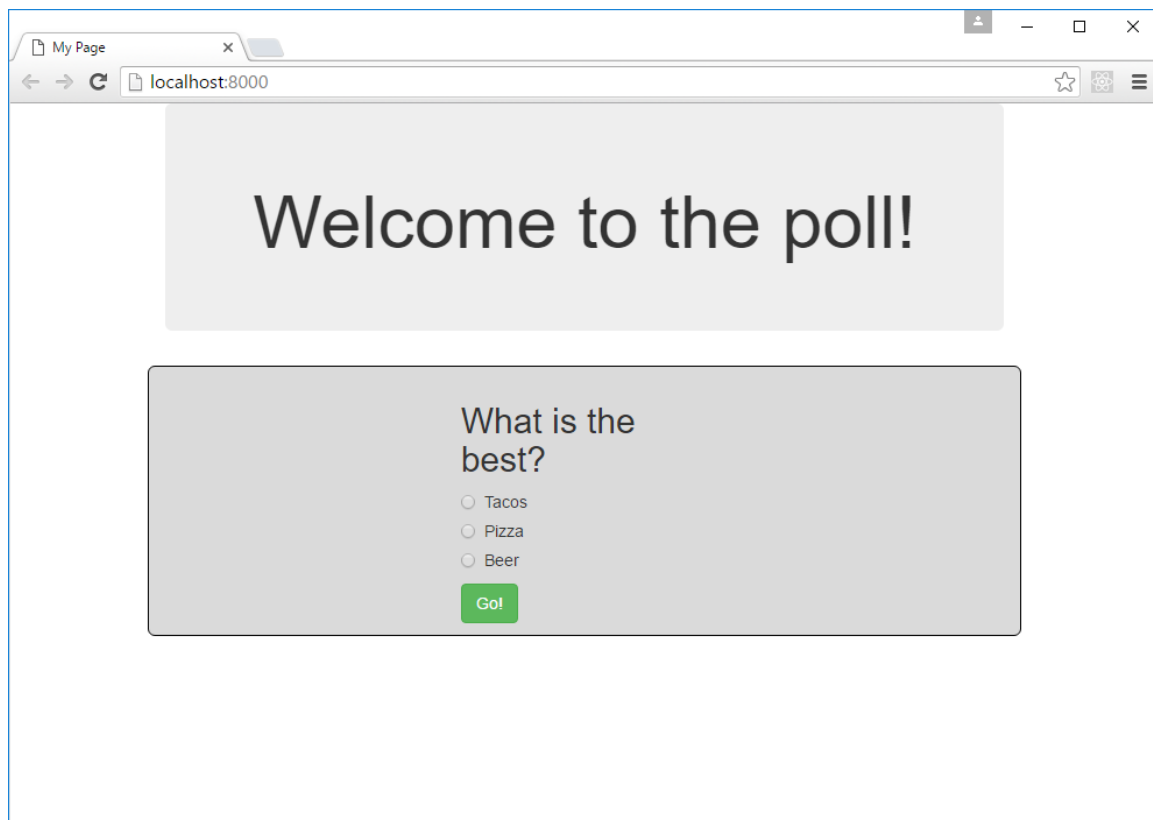 My Page
localhost:8000
Welcome to the poll!
What is the
best?
Tacos
Pizza
Beer
Go!